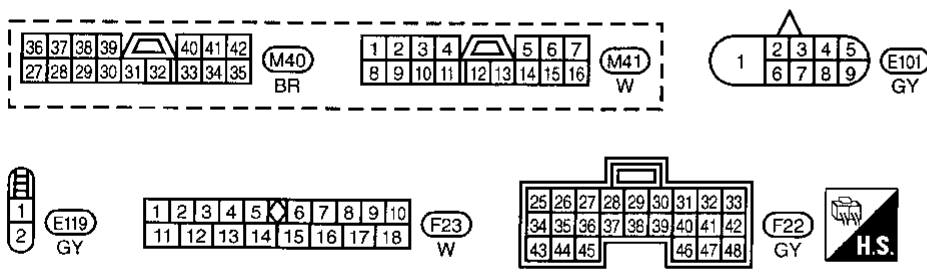 36 37 38 39 40 41 42
27 28 29 30 31 32 33 34 35
M40
BR
1 2 3 4 5 6 7
8 9 10 11 12 13 14 15 16
M41
W
1
2 3 4 5
6 7 8 9
E101
GY
1
2
E119
GY
1 2 3 4 5 6 7 8 9 10
11 12 13 14 15 16 17 18
F23
W
25 26 27 28 29 30 31 32 33
34 35 36 37 38 39 40 41 42
43 44 45 46 47 48
F22
GY
H.S.